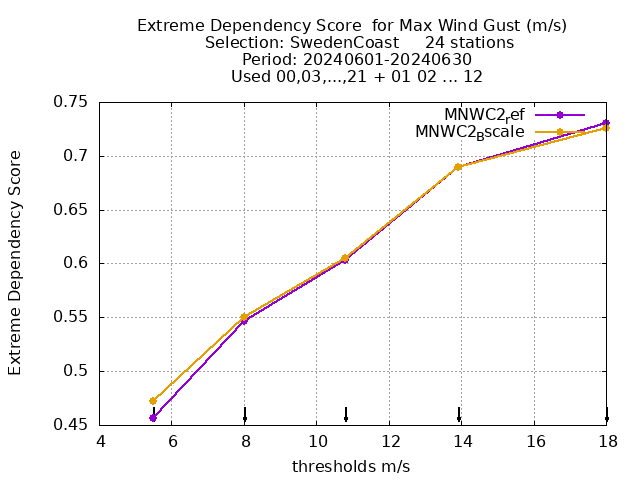 Extreme Dependency Score  for Max Wind Gust (m/s)
Selection: SwedenCoast     24 stations
Period: 20240601-20240630
Used 00,03,...,21 + 01 02 ... 12
MNWC2_ref
MNWC2_Bscale
Extreme Dependency Score
0.75
0.7
0.65
0.6
0.55
0.5
0.45
4 6 8 10 12 14 16 18
thresholds m/s